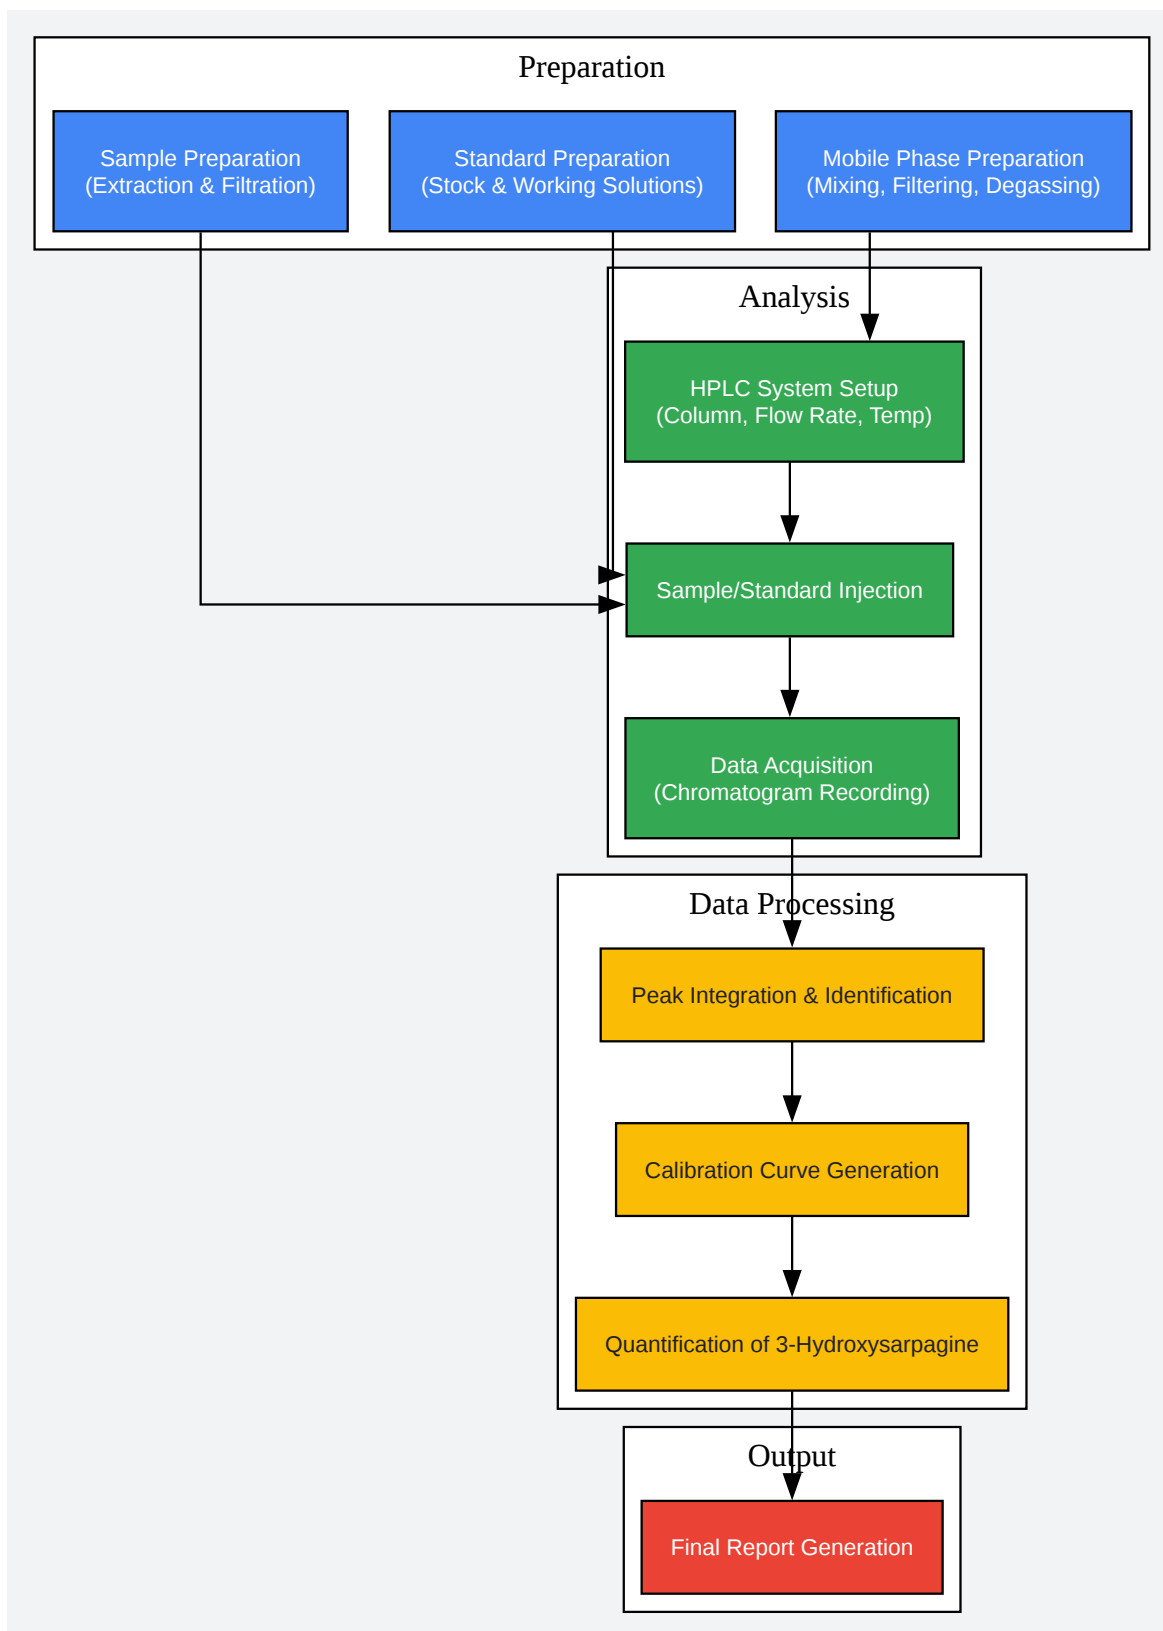 Preparation
Sample Preparation
(Extraction & Filtration)
Standard Preparation
(Stock & Working Solutions)
Mobile Phase Preparation
(Mixing, Filtering, Degassing)
Analysis
HPLC System Setup
(Column, Flow Rate, Temp)
Sample/Standard Injection
Data Acquisition
(Chromatogram Recording)
Data Processing
Peak Integration & Identification
Calibration Curve Generation
Quantification of 3-Hydroxysarpagine
Output
Final Report Generation